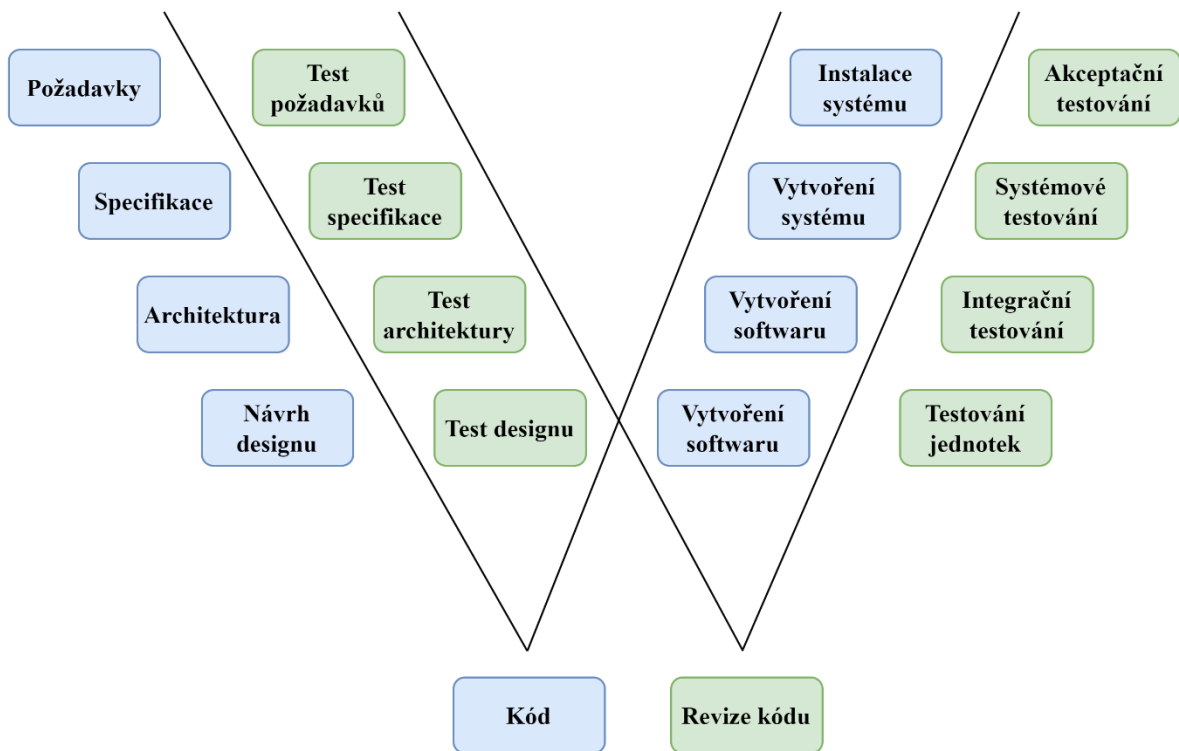 Požadavky
Test
požadavků
Instalace
systému
Akceptační
testování
Specifikace
Test
specifikace
Vytvoření
systému
Systémové
testování
Architektura
Test
architektury
Vytvoření
softwaru
Integrační
testování
Návrh
designu
Test designu
Vytvoření
softwaru
Testování
jednotek
Kód
Revize kódu